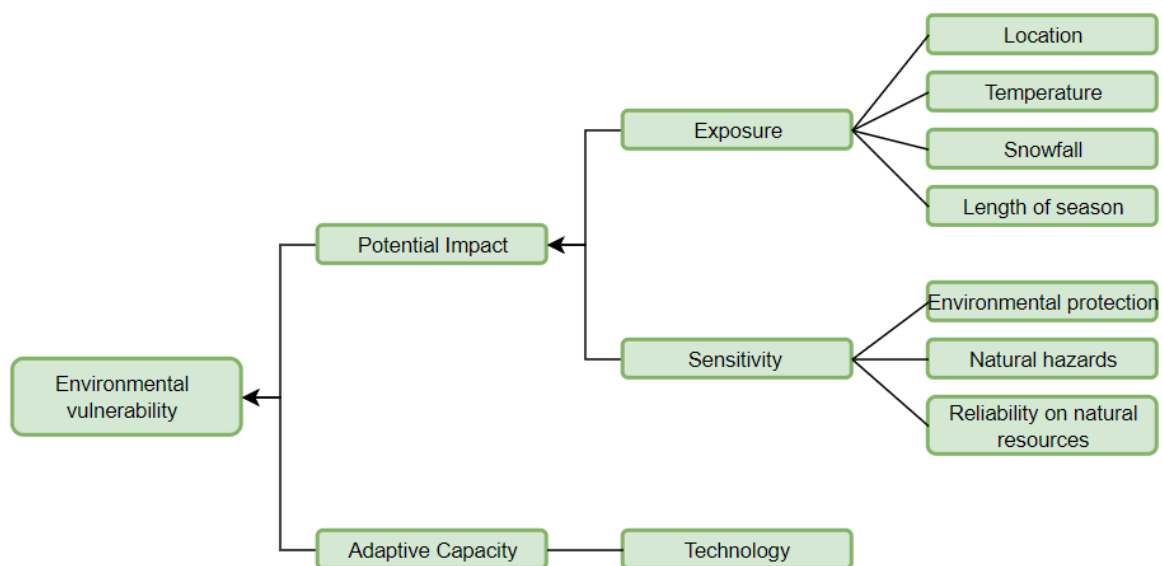 Location
Temperature
Exposure
Snowfall
Length of season
Potential Impact
Environmental protection
Sensitivity
Natural hazards
Environmental
vulnerability
Reliability on natural
resources
Adaptive Capacity
Technology